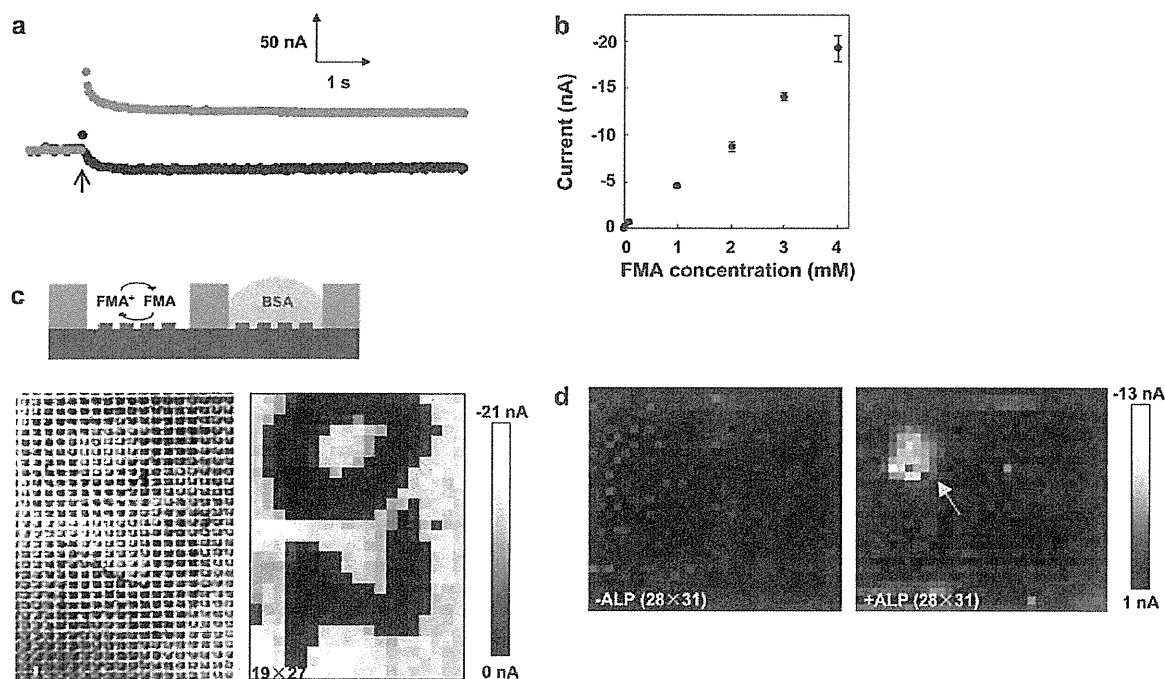 a
50 nA
1 s
b
Current (nA)
-20
-15
-10
-5
0
0 1 2 3 4
FMA concentration (mM)
c
FMA⁺ FMA
BSA
19×27
-21 nA
0 nA
d
-ALP (28×31)
+ALP (28×31)
-13 nA
1 nA